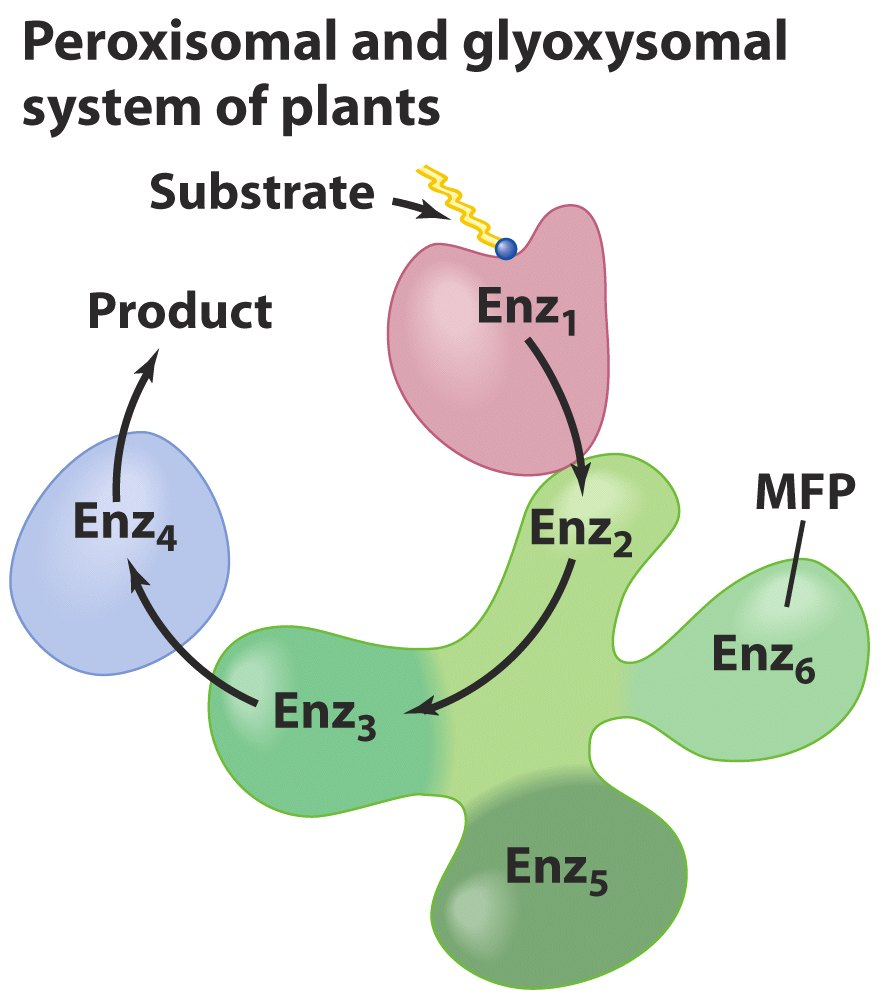 Peroxisomal and glyoxysomal
system of plants
Substrate
Enz₁
Product
Enz₄
Enz₂
MFP
Enz₆
Enz₃
Enz₅